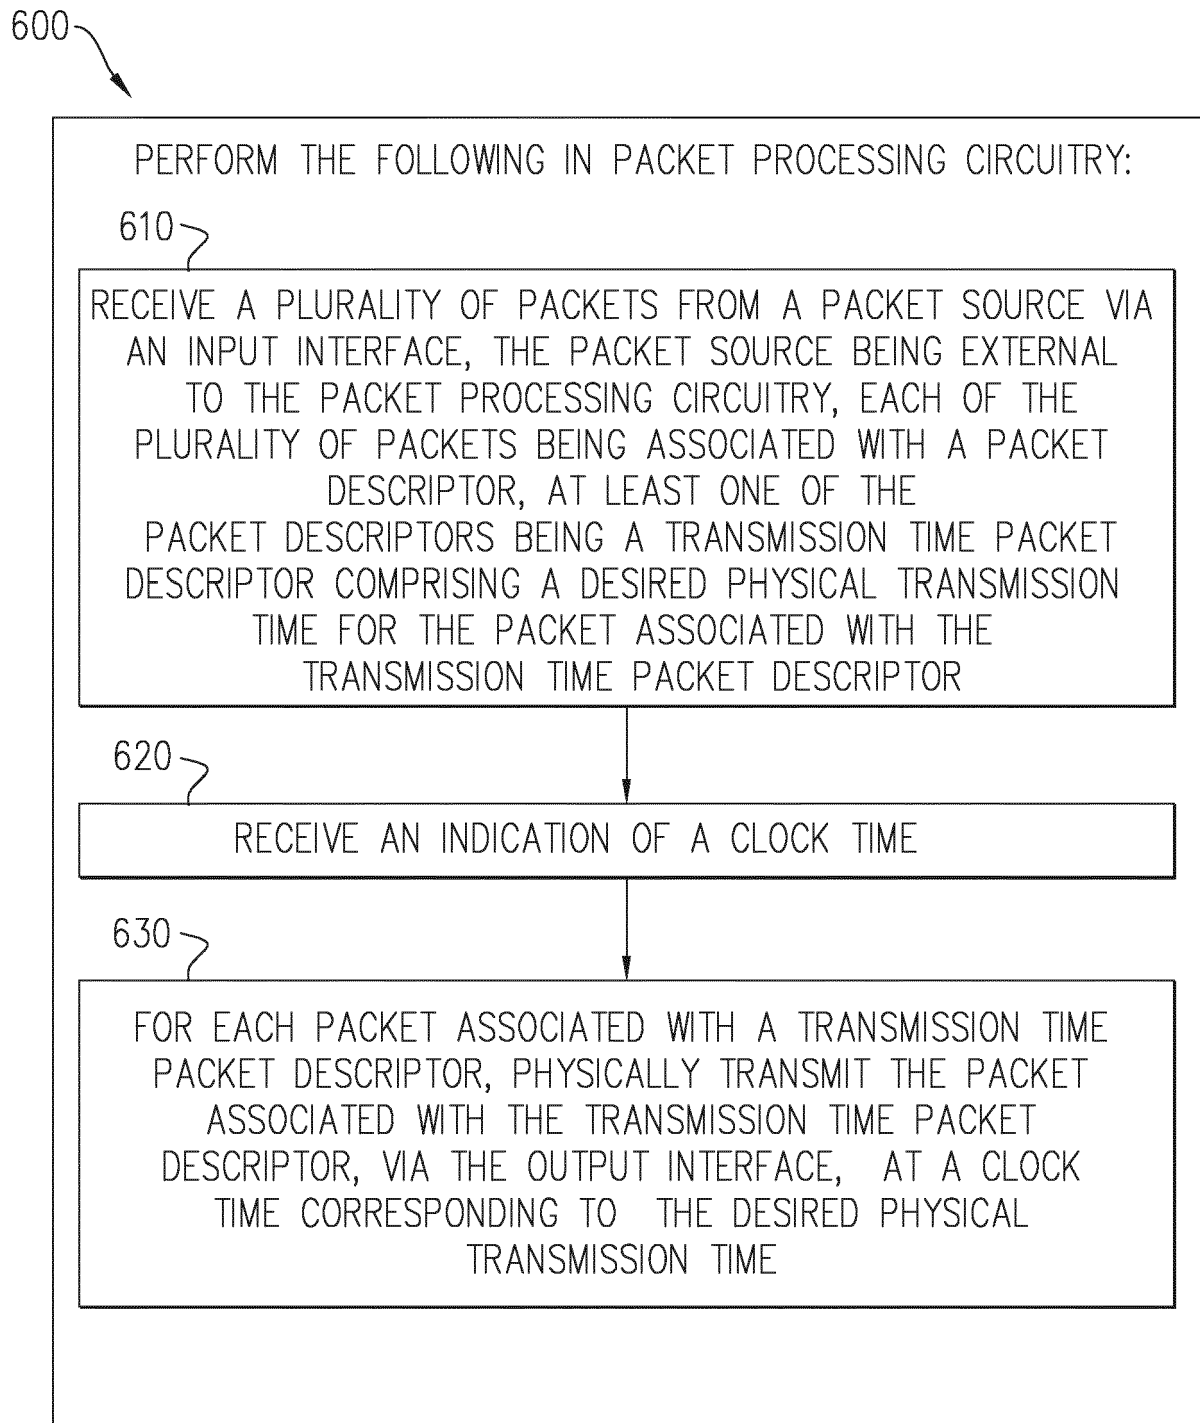 600
PERFORM THE FOLLOWING IN PACKET PROCESSING CIRCUITRY:
610
RECEIVE A PLURALITY OF PACKETS FROM A PACKET SOURCE VIA
AN INPUT INTERFACE, THE PACKET SOURCE BEING EXTERNAL
TO THE PACKET PROCESSING CIRCUITRY, EACH OF THE
PLURALITY OF PACKETS BEING ASSOCIATED WITH A PACKET
DESCRIPTOR, AT LEAST ONE OF THE
PACKET DESCRIPTORS BEING A TRANSMISSION TIME PACKET
DESCRIPTOR COMPRISING A DESIRED PHYSICAL TRANSMISSION
TIME FOR THE PACKET ASSOCIATED WITH THE
TRANSMISSION TIME PACKET DESCRIPTOR
620
RECEIVE AN INDICATION OF A CLOCK TIME
630
FOR EACH PACKET ASSOCIATED WITH A TRANSMISSION TIME
PACKET DESCRIPTOR, PHYSICALLY TRANSMIT THE PACKET
ASSOCIATED WITH THE TRANSMISSION TIME PACKET
DESCRIPTOR, VIA THE OUTPUT INTERFACE, AT A CLOCK
TIME CORRESPONDING TO THE DESIRED PHYSICAL
TRANSMISSION TIME